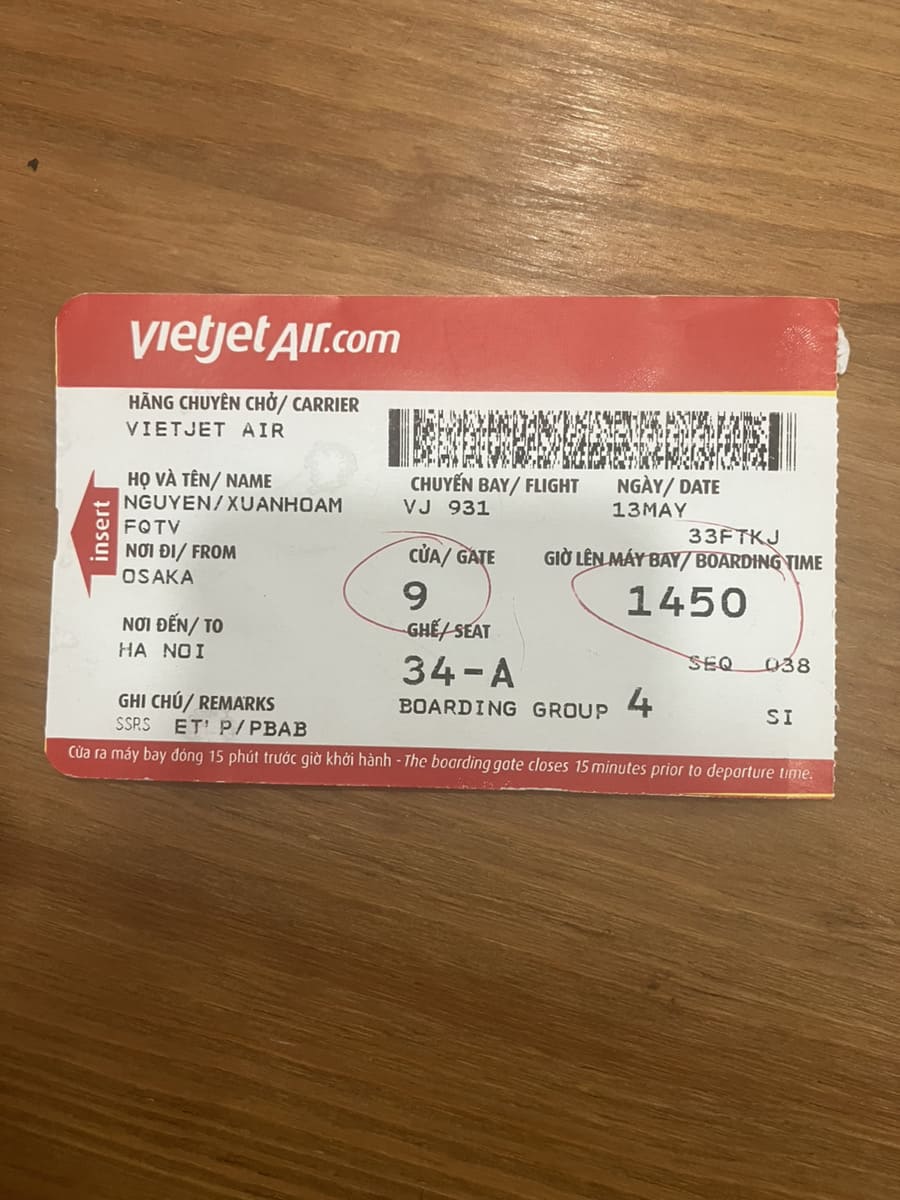 vietjetAir.com
HÃNG CHUYÊN CHỞ/ CARRIER
VIETJET AIR
HỌ VÀ TÊN/ NAME
NGUYEN/XUANHOAM
FQTV
CHUYẾN BAY/ FLIGHT
VJ 931
NGÀY/ DATE
13MAY
33FTKJ
insert
NƠI ĐI/ FROM
OSAKA
CỬA/ GATE
9
GIỜ LÊN MÁY BAY/ BOARDING TIME
1450
NƠI ĐẾN/ TO
HA NOI
GHẾ/ SEAT
34-A
SEQ 038
BOARDING GROUP 4
SI
GHI CHÚ/ REMARKS
SSRS ET' P/PBAB
Cửa ra máy bay đóng 15 phút trước giờ khởi hành - The boarding gate closes 15 minutes prior to departure time.